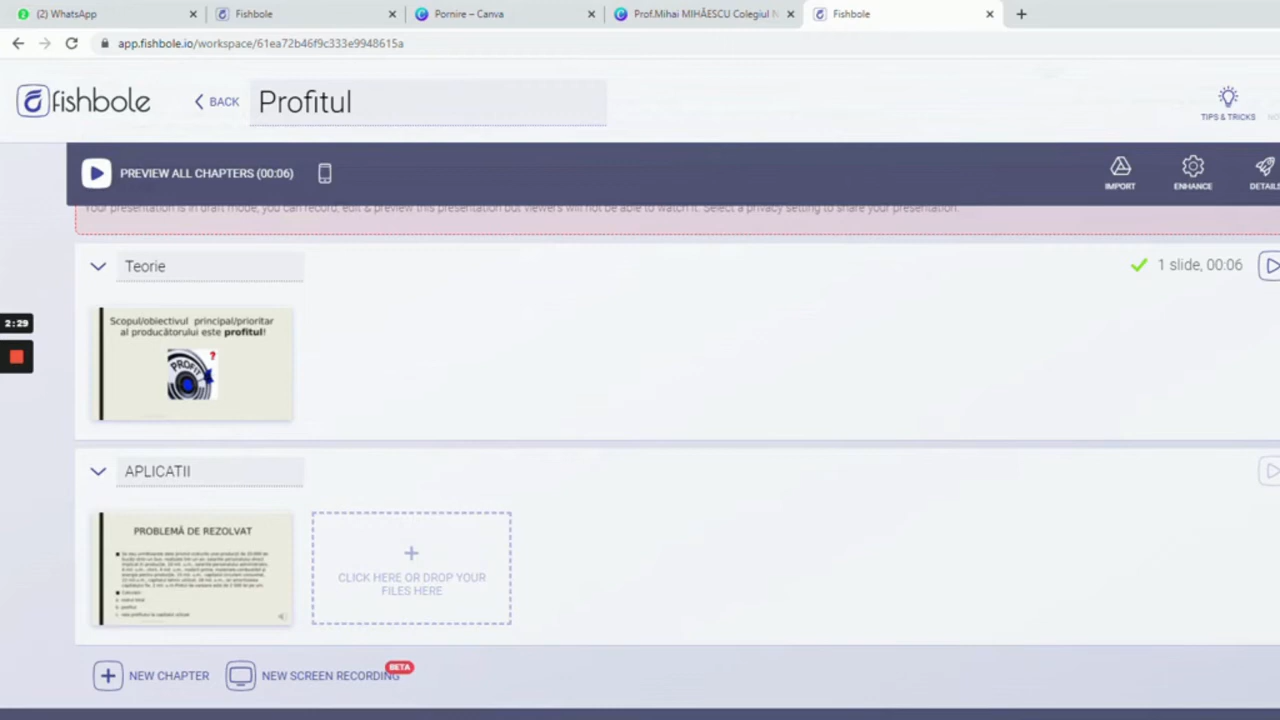 (2) WhatsApp
Fishbole
Pornire – Canva
Prof.Mihai MIHĂESCU Colegiul N
Fishbole
app.fishbole.io/workspace/61ea72b46f9c333e9948615a
fishbole
BACK
Profitul
TIPS & TRICKS
PREVIEW ALL CHAPTERS (00:06)
IMPORT
ENHANCE
DETAILS
Your presentation is in draft mode, you can record, edit & preview this presentation but viewers will not be able to watch it. Select a privacy setting to share your presentation.
Teorie
1 slide, 00:06
2:29
Scopul/obiectivul principal/prioritar
al producătorului este profitul!
PROFIT
?
APLICATII
PROBLEMĂ DE REZOLVAT
CLICK HERE OR DROP YOUR
FILES HERE
NEW CHAPTER
NEW SCREEN RECORDING
BETA